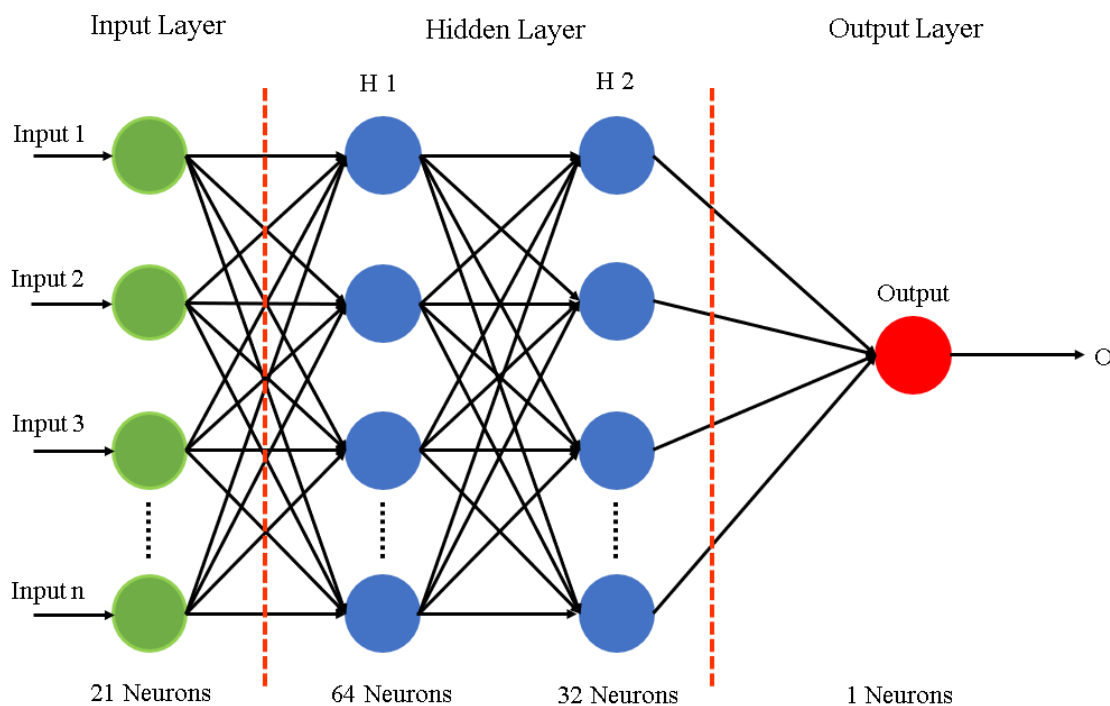 Input Layer
Hidden Layer
Output Layer
H 1
H 2
Input 1
Input 2
Output
O
Input 3
Input n
21 Neurons
64 Neurons
32 Neurons
1 Neurons